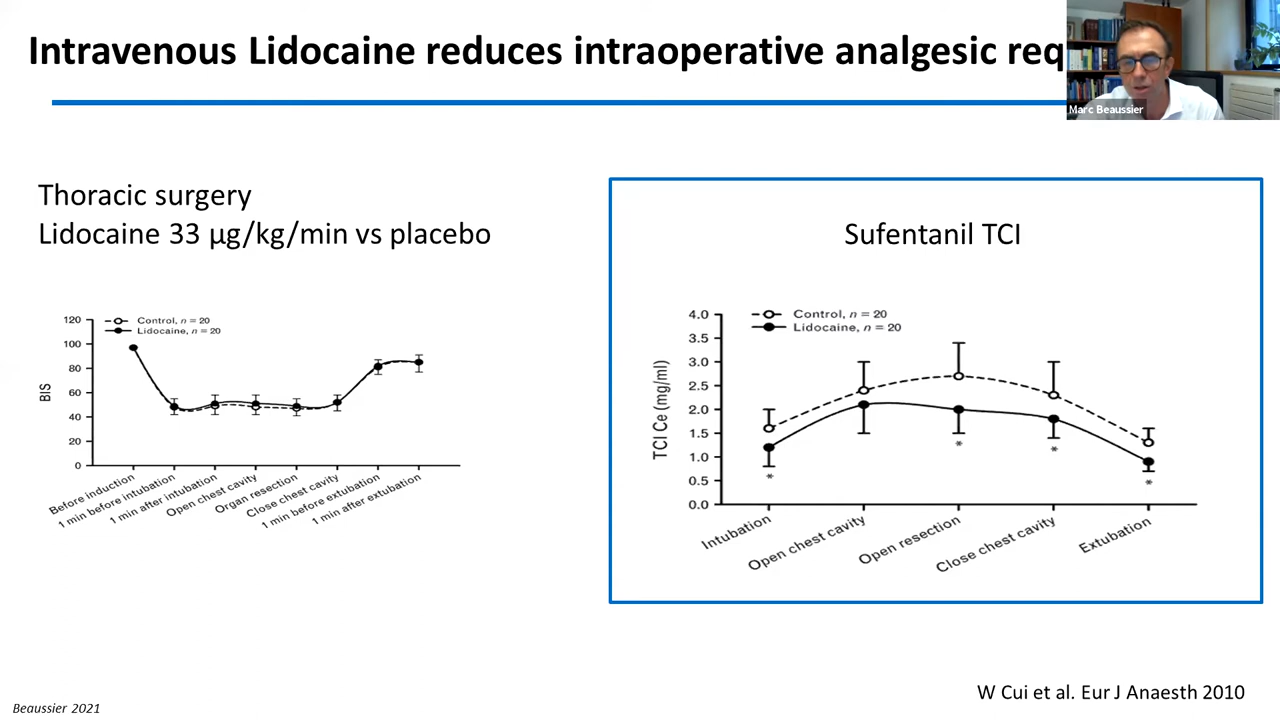 Intravenous Lidocaine reduces intraoperative analgesic req
Marc Beaussier
Thoracic surgery
Lidocaine 33 µg/kg/min vs placebo
Control, n = 20
Lidocaine, n = 20
BIS
120
100
80
60
40
20
0
Before induction
1 min before intubation
1 min after intubation
Open chest cavity
Organ resection
Close chest cavity
1 min before extubation
1 min after extubation
Sufentanil TCI
Control, n = 20
Lidocaine, n = 20
TCI Ce (mg/ml)
4.0
3.5
3.0
2.5
2.0
1.5
1.0
0.5
0.0
*
*
*
*
Intubation
Open chest cavity
Open resection
Close chest cavity
Extubation
W Cui et al. Eur J Anaesth 2010
Beaussier 2021